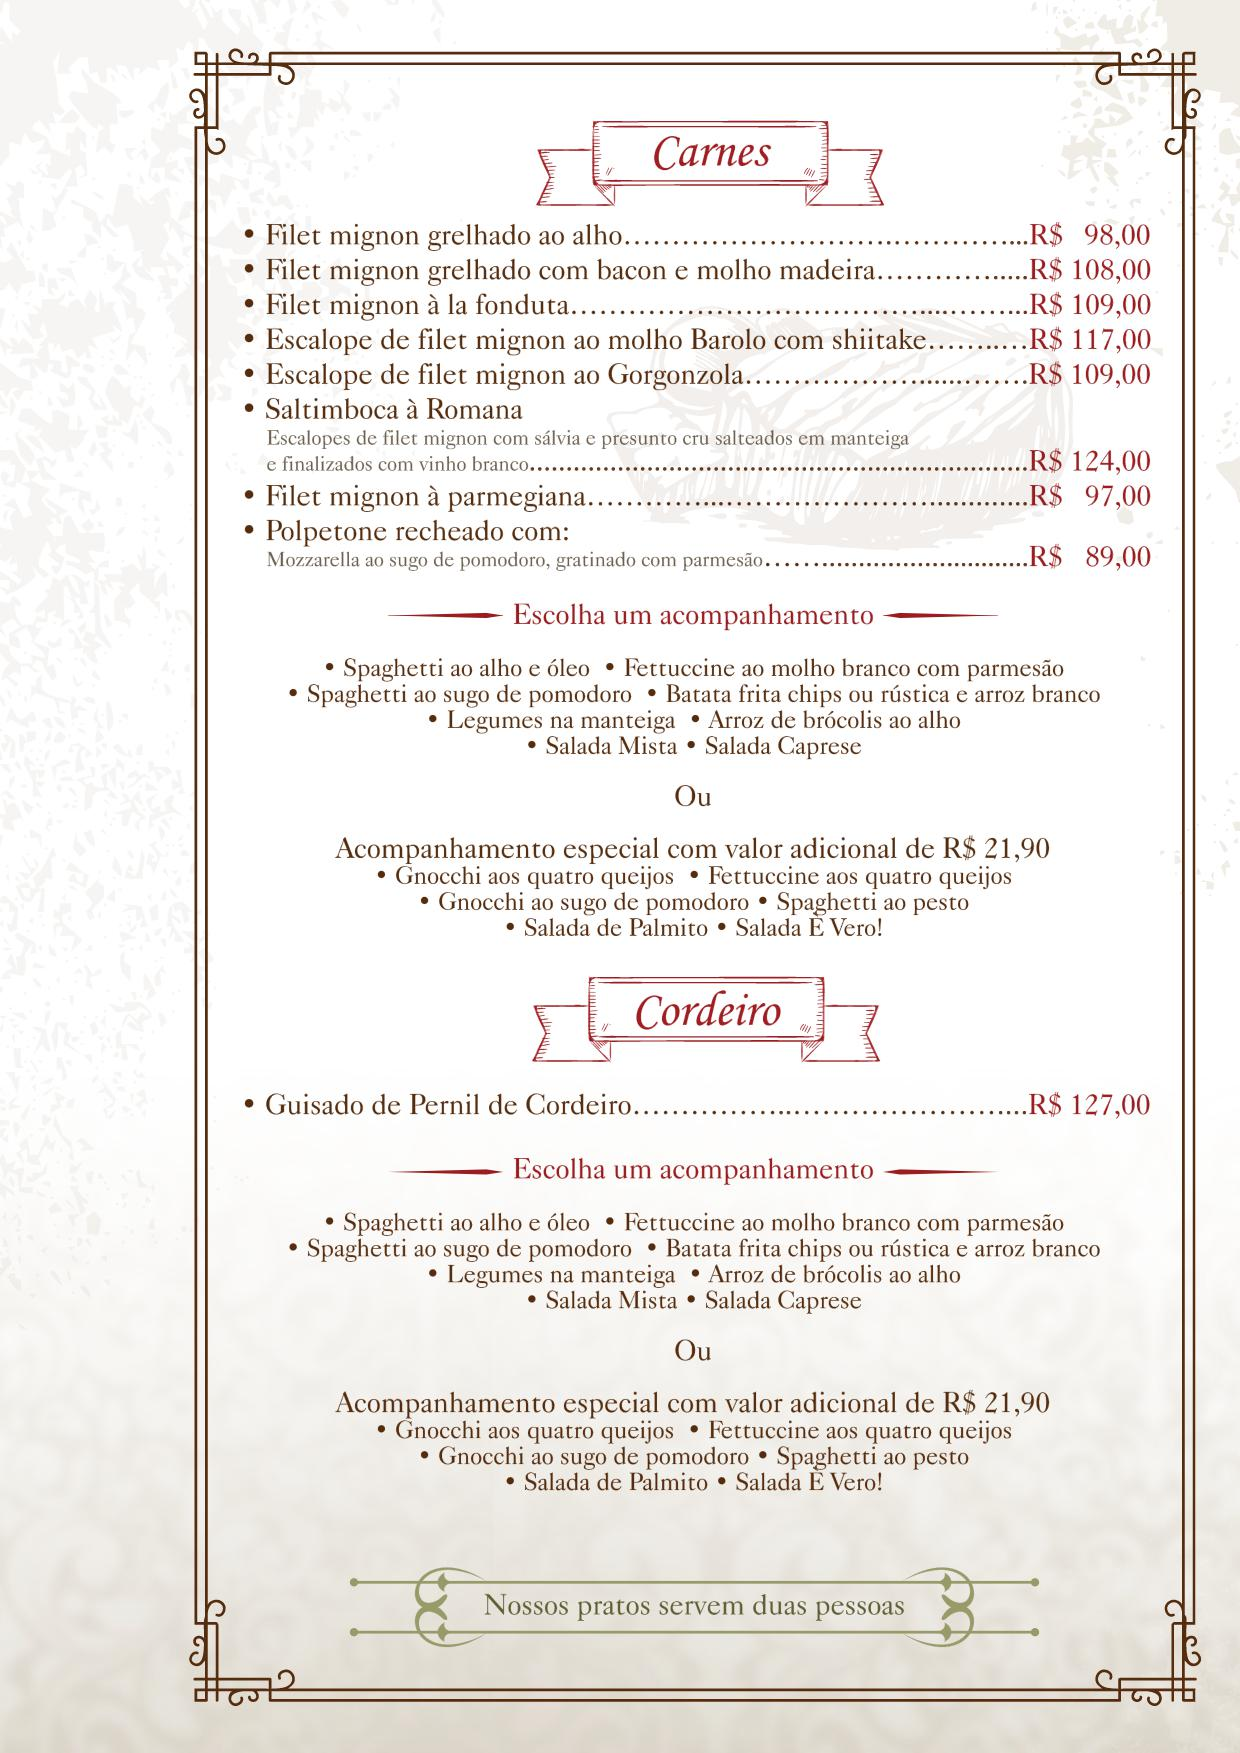 Carnes
• Filet mignon grelhado ao alho……………………….…………...R$ 98,00
• Filet mignon grelhado com bacon e molho madeira………….....R$ 108,00
• Filet mignon à la fonduta………………………………....……...R$ 109,00
• Escalope de filet mignon ao molho Barolo com shiitake……..…R$ 117,00
• Escalope de filet mignon ao Gorgonzola………………......…….R$ 109,00
• Saltimboca à Romana
Escalopes de filet mignon com sálvia e presunto cru salteados em manteiga
e finalizados com vinho branco...............................................................R$ 124,00
• Filet mignon à parmegiana…………...…………………..........R$ 97,00
• Polpetone recheado com:
Mozzarella ao sugo de pomodoro, gratinado com parmesão……..............................R$ 89,00
Escolha um acompanhamento
• Spaghetti ao alho e óleo • Fettuccine ao molho branco com parmesão
• Spaghetti ao sugo de pomodoro • Batata frita chips ou rústica e arroz branco
• Legumes na manteiga • Arroz de brócolis ao alho
• Salada Mista • Salada Caprese
Ou
Acompanhamento especial com valor adicional de R$ 21,90
• Gnocchi aos quatro queijos • Fettuccine aos quatro queijos
• Gnocchi ao sugo de pomodoro • Spaghetti ao pesto
• Salada de Palmito • Salada È Vero!
Cordeiro
• Guisado de Pernil de Cordeiro……………..……………………....R$ 127,00
Escolha um acompanhamento
• Spaghetti ao alho e óleo • Fettuccine ao molho branco com parmesão
• Spaghetti ao sugo de pomodoro • Batata frita chips ou rústica e arroz branco
• Legumes na manteiga • Arroz de brócolis ao alho
• Salada Mista • Salada Caprese
Ou
Acompanhamento especial com valor adicional de R$ 21,90
• Gnocchi aos quatro queijos • Fettuccine aos quatro queijos
• Gnocchi ao sugo de pomodoro • Spaghetti ao pesto
• Salada de Palmito • Salada È Vero!
Nossos pratos servem duas pessoas